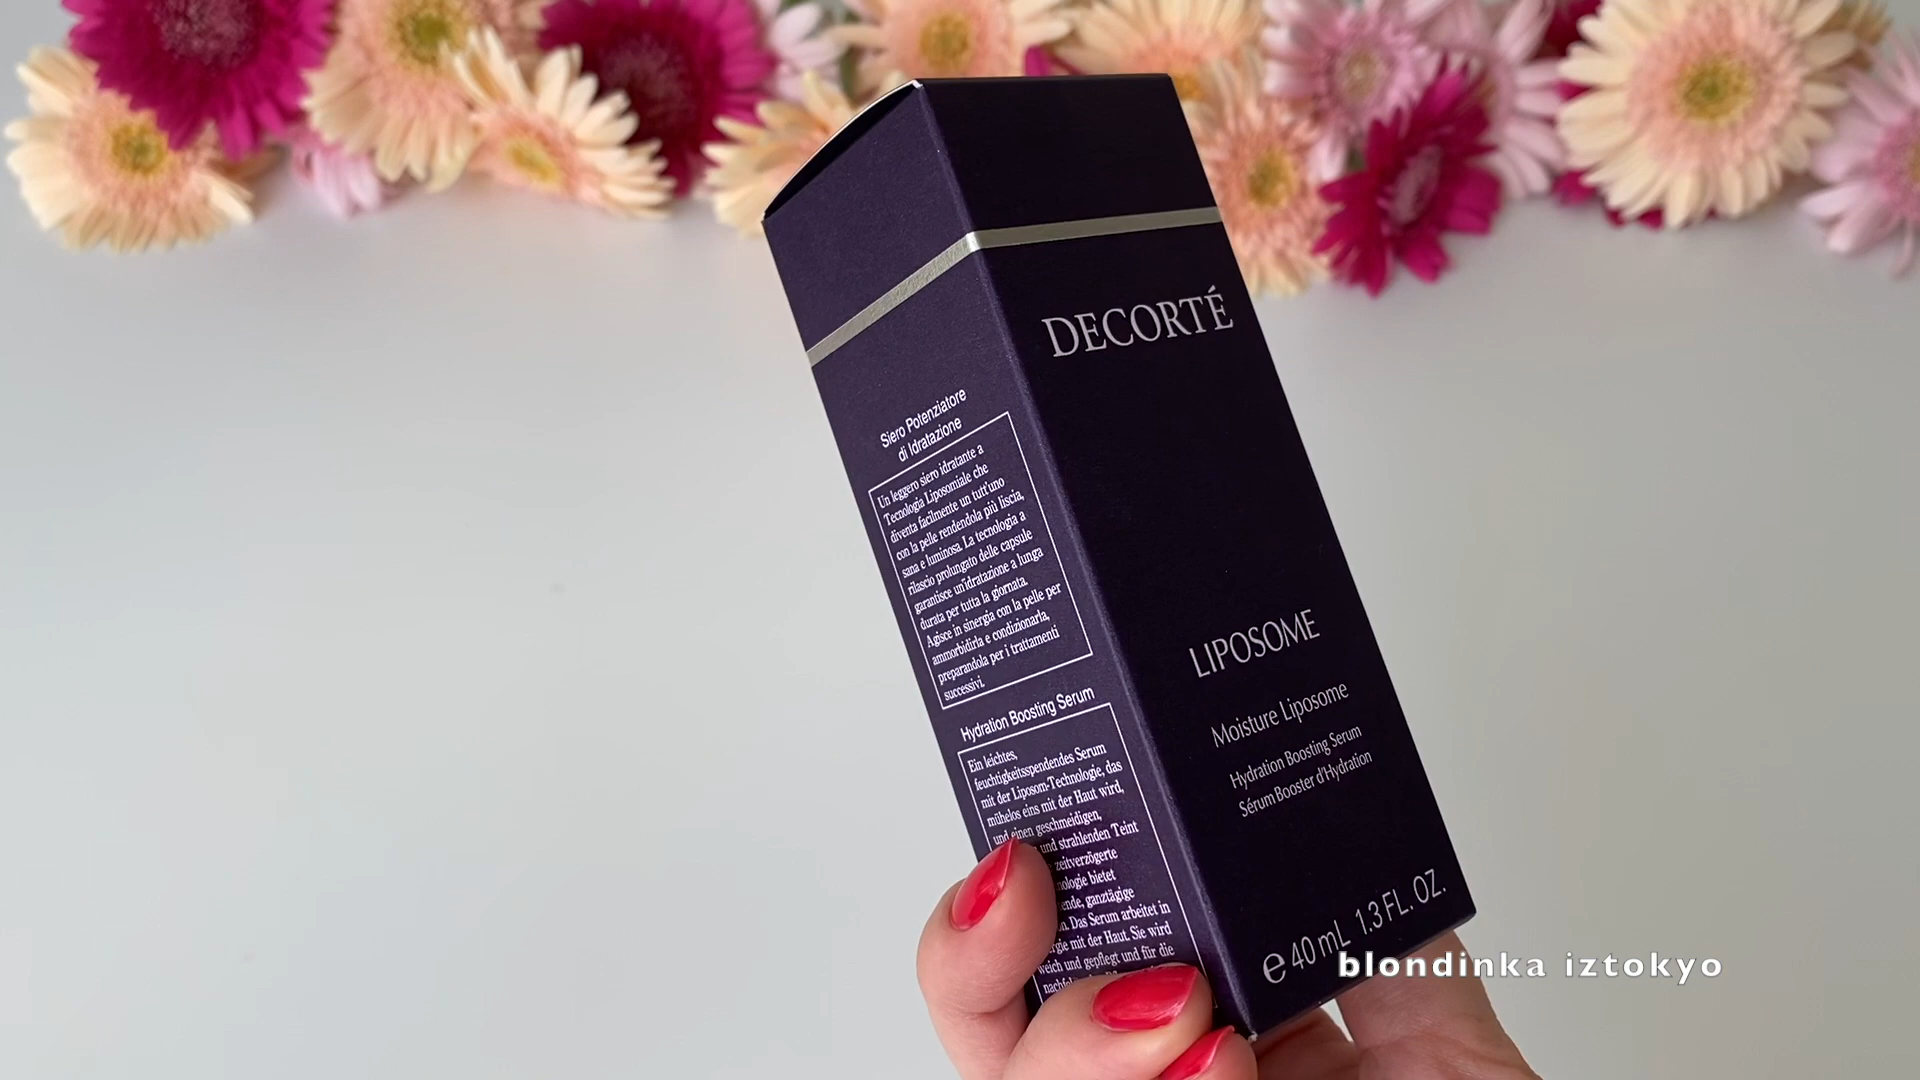 DECORTÉ
LIPOSOME
Moisture Liposome
Hydration Boosting Serum
Sérum Booster d'Hydration
e 40 mL 1.3 FL. OZ.
Siero Potenziatore
di Idratazione
Un leggero siero idratante a
Tecnologia Liposomiale che
diventa facilmente un tutt'uno
con la pelle rendendola più liscia,
sana e luminosa. La tecnologia a
rilascio prolungato delle capsule
garantisce un'idratazione a lunga
durata per tutta la giornata.
Agisce in sinergia con la pelle per
ammorbidirla e condizionarla,
preparandola per i trattamenti
successivi.
Hydration Boosting Serum
Ein leichtes,
feuchtigkeitsspendendes Serum
mit der Liposom-Technologie, das
mühelos eins mit der Haut wird,
und einen geschmeidigen,
und strahlenden Teint
zeitverzögerte
bietet
ganztägige
Das Serum arbeitet in
mit der Haut. Sie wird
weich und gepflegt und für die
blondinka iztokyo